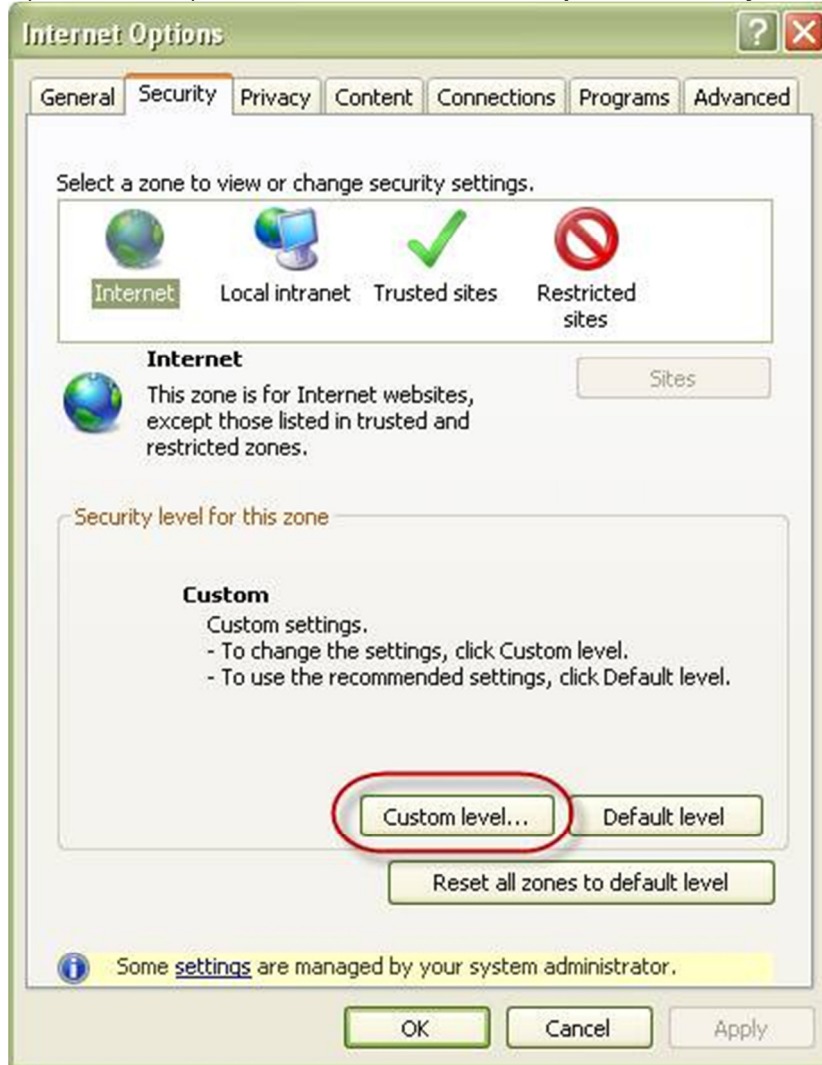 Internet Options
General Security Privacy Content Connections Programs Advanced
Select a zone to view or change security settings.
Internet Local intranet Trusted sites Restricted
sites
Internet
Sites
This zone is for Internet websites,
except those listed in trusted and
restricted zones.
Security level for this zone
Custom
Custom settings.
- To change the settings, click Custom level.
- To use the recommended settings, click Default level.
Custom level... Default level
Reset all zones to default level
Some settings are managed by your system administrator.
OK Cancel Apply